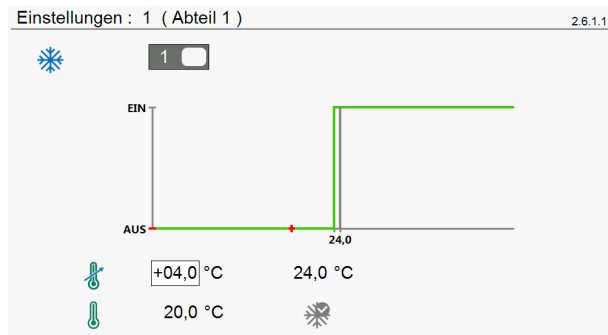 Einstellungen : 1 ( Abteil 1 )
2.6.1.1
1
EIN
AUS
24,0
+04,0 °C 24,0 °C
20,0 °C